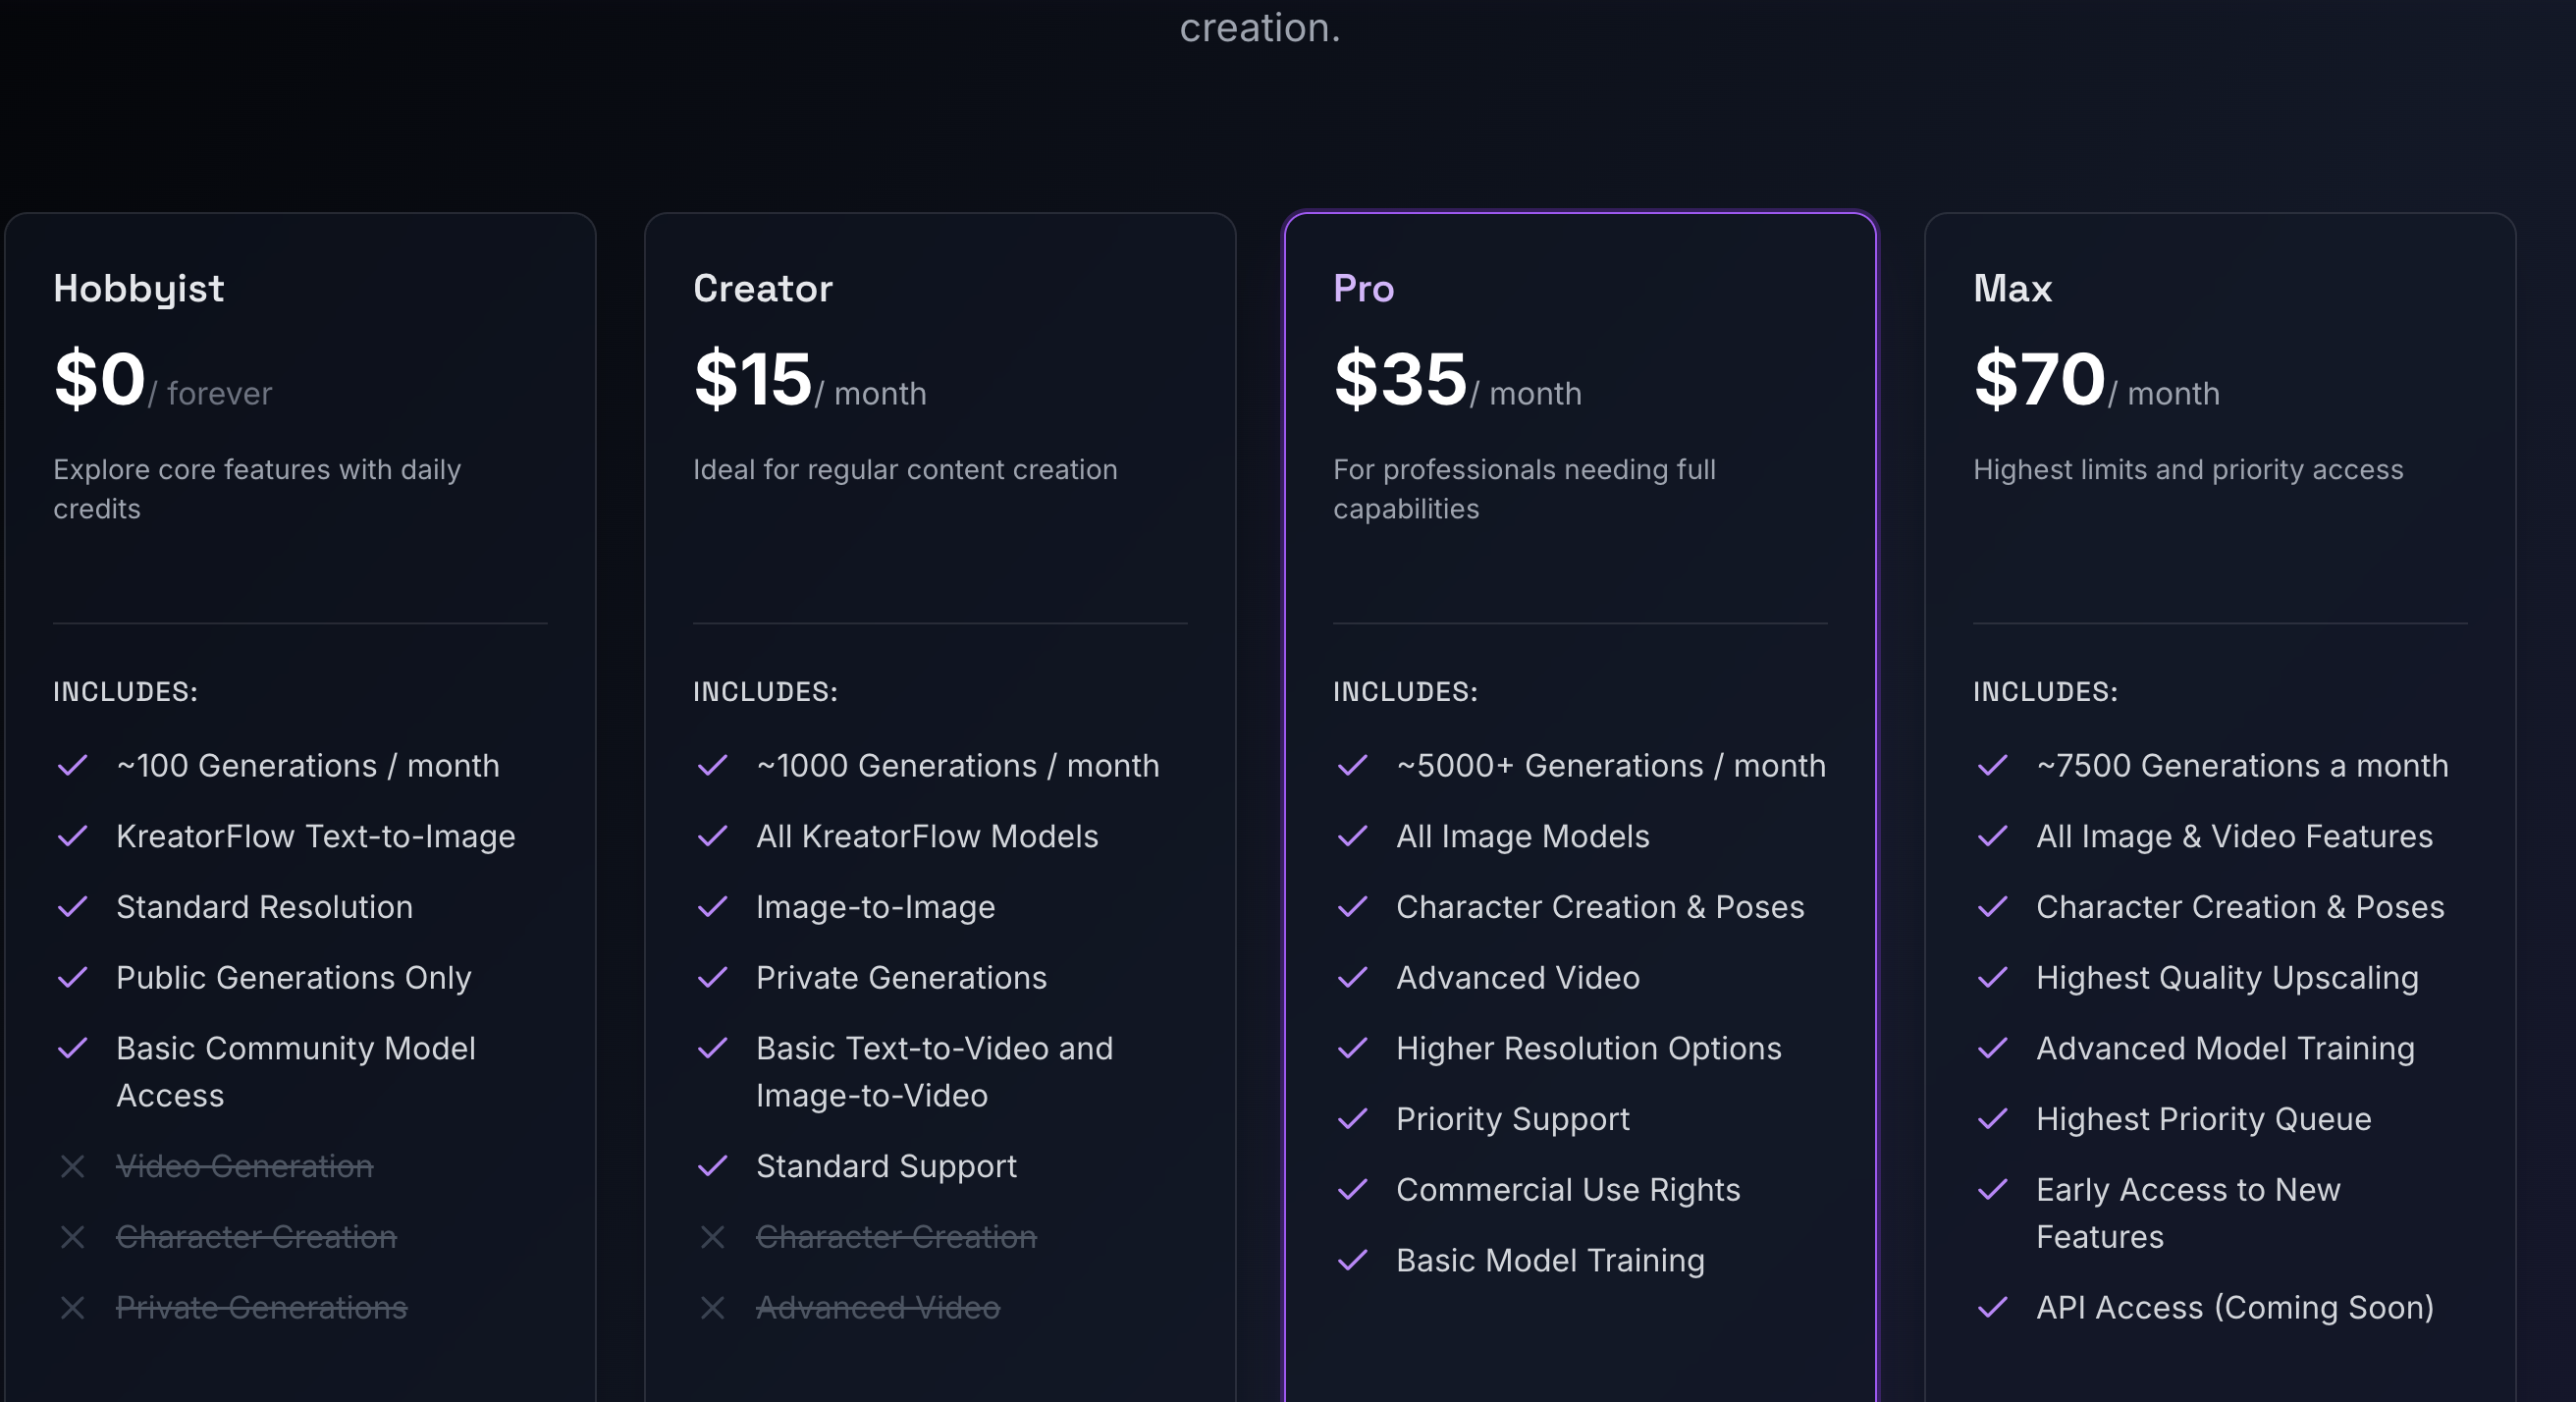 creation.
Hobbyist
$0/ forever
Explore core features with daily
credits
INCLUDES:
~100 Generations / month
KreatorFlow Text-to-Image
Standard Resolution
Public Generations Only
Basic Community Model
Access
Video Generation
Character Creation
Private Generations
Creator
$15/ month
Ideal for regular content creation
INCLUDES:
~1000 Generations / month
All KreatorFlow Models
Image-to-Image
Private Generations
Basic Text-to-Video and
Image-to-Video
Standard Support
Character Creation
Advanced Video
Pro
$35/ month
For professionals needing full
capabilities
INCLUDES:
~5000+ Generations / month
All Image Models
Character Creation & Poses
Advanced Video
Higher Resolution Options
Priority Support
Commercial Use Rights
Basic Model Training
Max
$70/ month
Highest limits and priority access
INCLUDES:
~7500 Generations a month
All Image & Video Features
Character Creation & Poses
Highest Quality Upscaling
Advanced Model Training
Highest Priority Queue
Early Access to New
Features
API Access (Coming Soon)